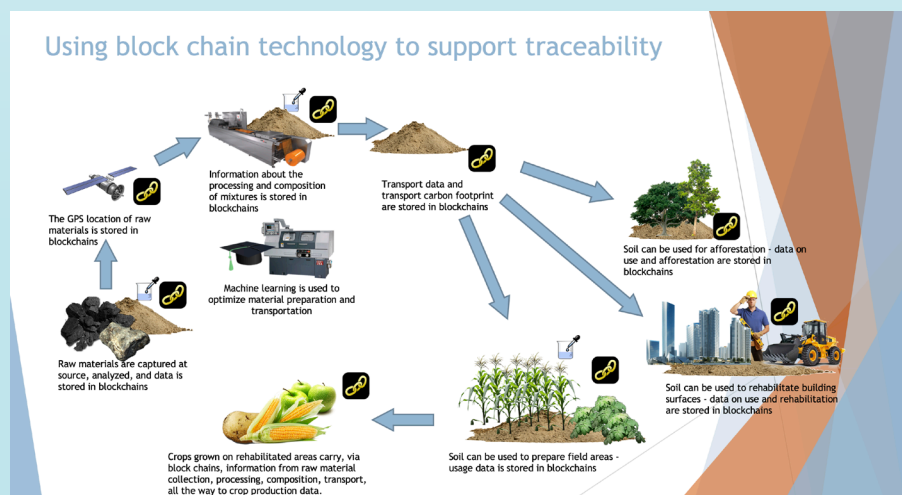 Using block chain technology to support traceability
The GPS location of raw
materials is stored in
blockchains
Information about the
processing and composition
of mixtures is stored in
blockchains
Transport data and
transport carbon footprint
are stored in blockchains
Soil can be used for afforestation - data on
use and afforestation are stored in
blockchains
Machine learning is used to
optimize material preparation and
transportation
Raw materials are captured at
source, analyzed, and data is
stored in blockchains
Soil can be used to rehabilitate building
surfaces - data on use and rehabilitation
are stored in blockchains
Crops grown on rehabilitated areas carry, via
block chains, information from raw material
collection, processing, composition, transport,
all the way to crop production data.
Soil can be used to prepare field areas -
usage data is stored in blockchains